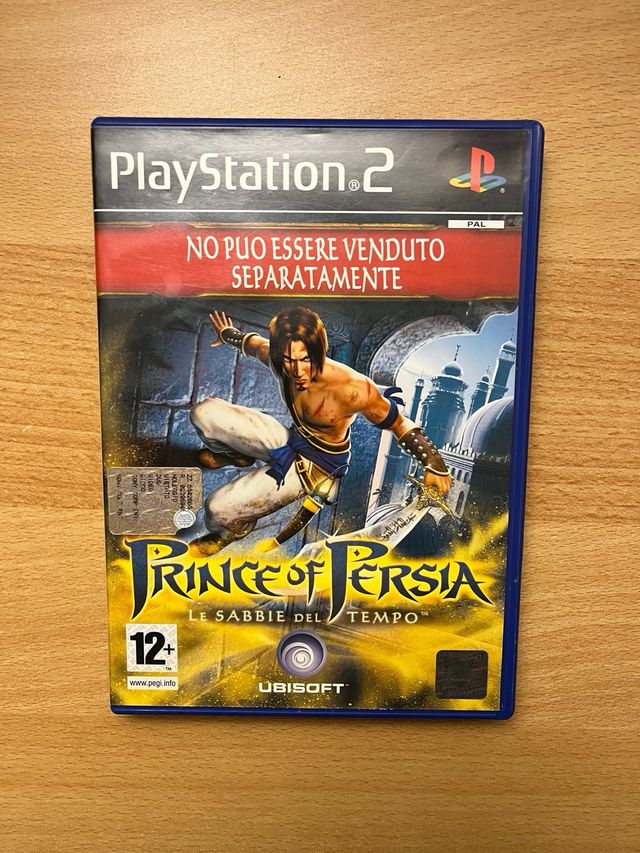 PlayStation®2
PAL
NO PUO ESSERE VENDUTO
SEPARATAMENTE
PRINCE OF PERSIA
LE SABBIE DEL TEMPO™
12+
www.pegi.info
UBISOFT